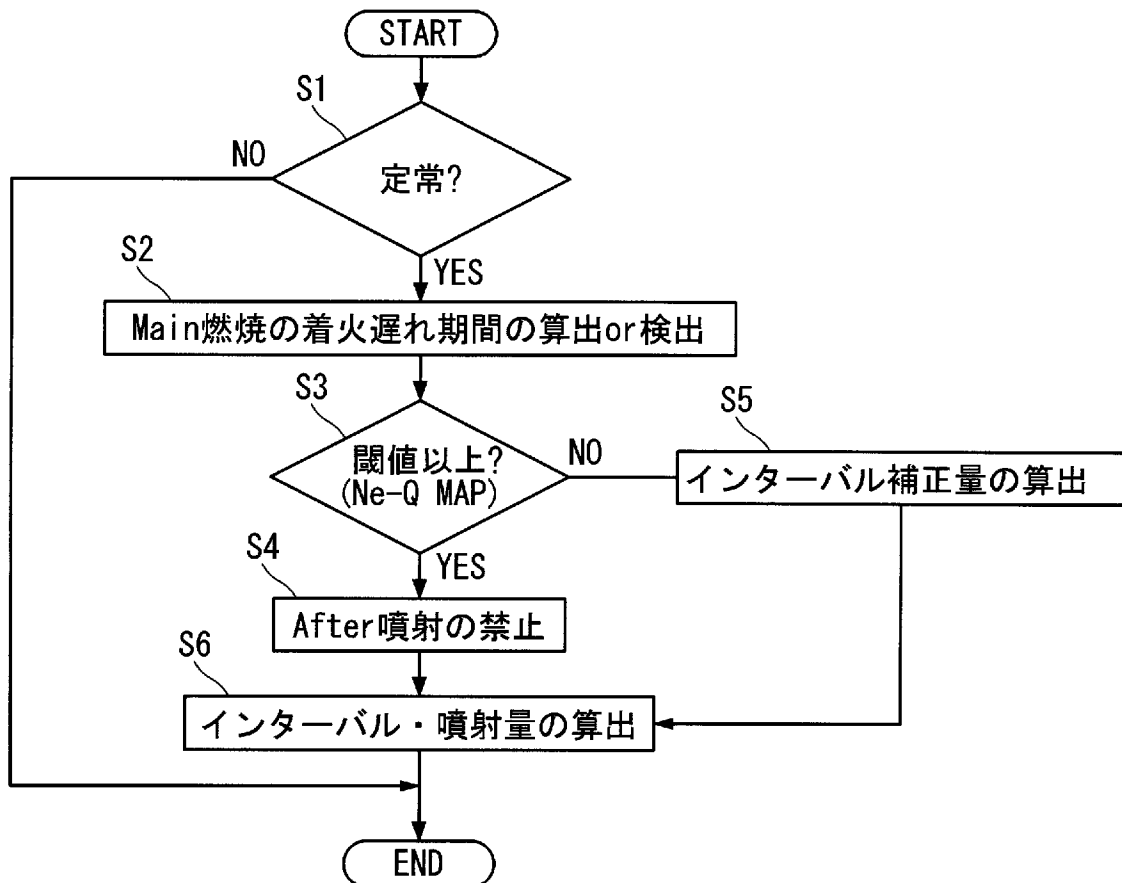 START
S1
NO
定常?
S2
YES
Main燃焼の着火遅れ期間の算出or検出
S3
閾値以上?
(Ne-Q MAP)
NO
S5
インターバル補正量の算出
S4
YES
After噴射の禁止
S6
インターバル・噴射量の算出
END